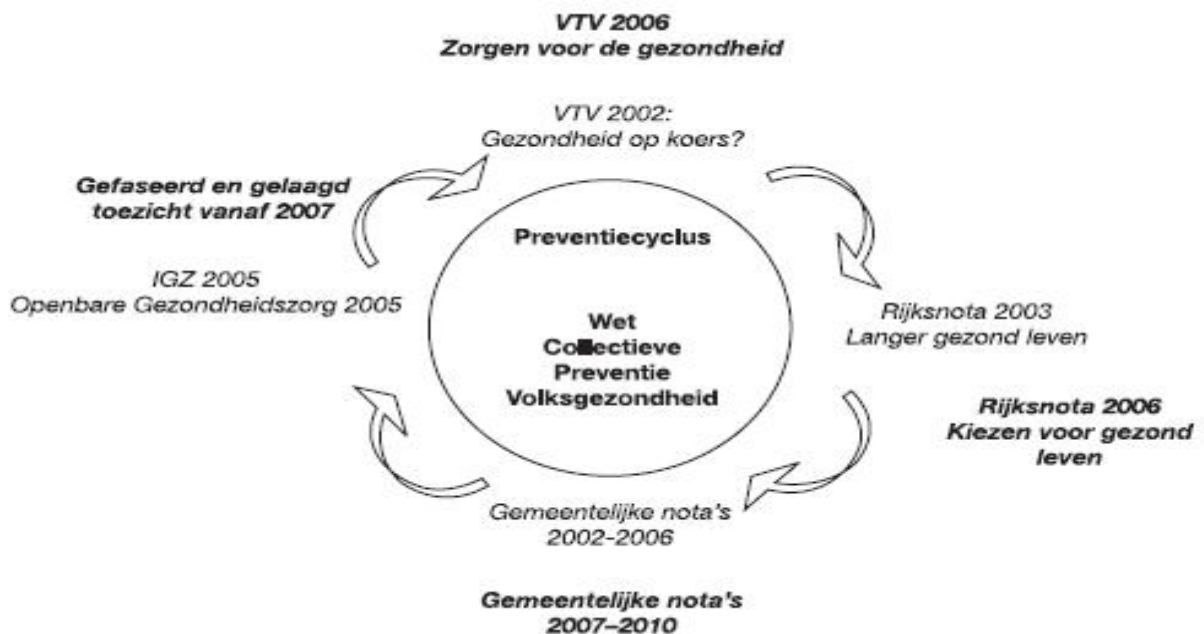 VTV 2006
Zorgen voor de gezondheid
VTV 2002:
Gezondheid op koers?
Gefaseerd en gelaagd
toezicht vanaf 2007
Preventiecyclus
IGZ 2005
Openbare Gezondheidszorg 2005
Wet
Collectieve
Preventie
Volksgezondheid
Rijksnota 2003
Langer gezond leven
Rijksnota 2006
Kiezen voor gezond
leven
Gemeentelijke nota's
2002-2006
Gemeentelijke nota's
2007–2010